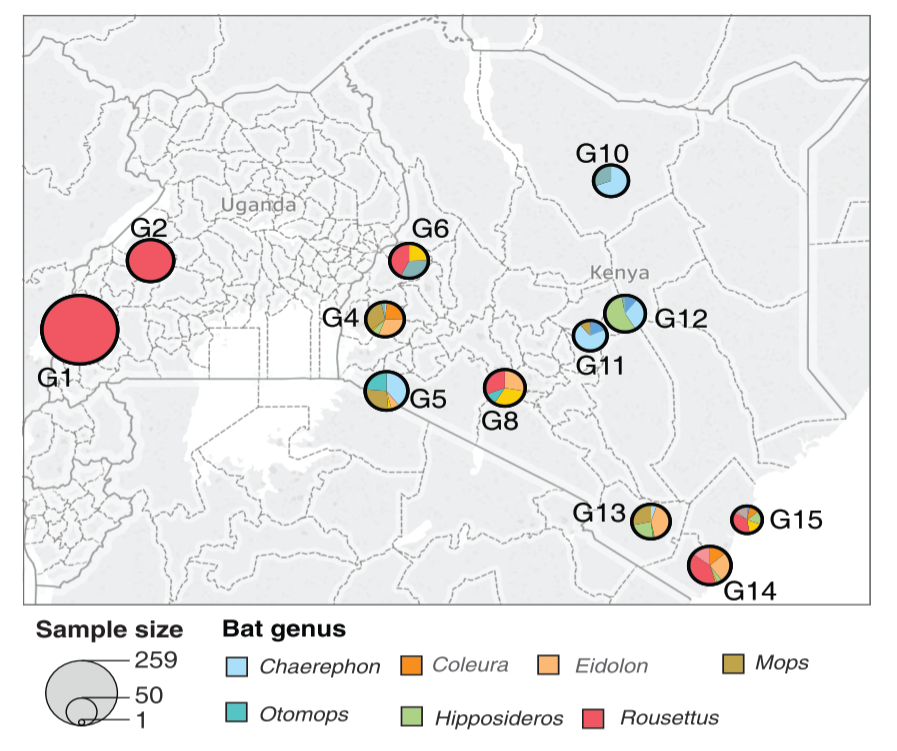 G10
Uganda
G2
G6
Kenya
G4
G12
G11
G1
G5
G8
G13
G15
G14
Sample size
259
50
1
Bat genus
Chaerephon
Coleura
Eidolon
Mops
Otomops
Hipposideros
Rousettus